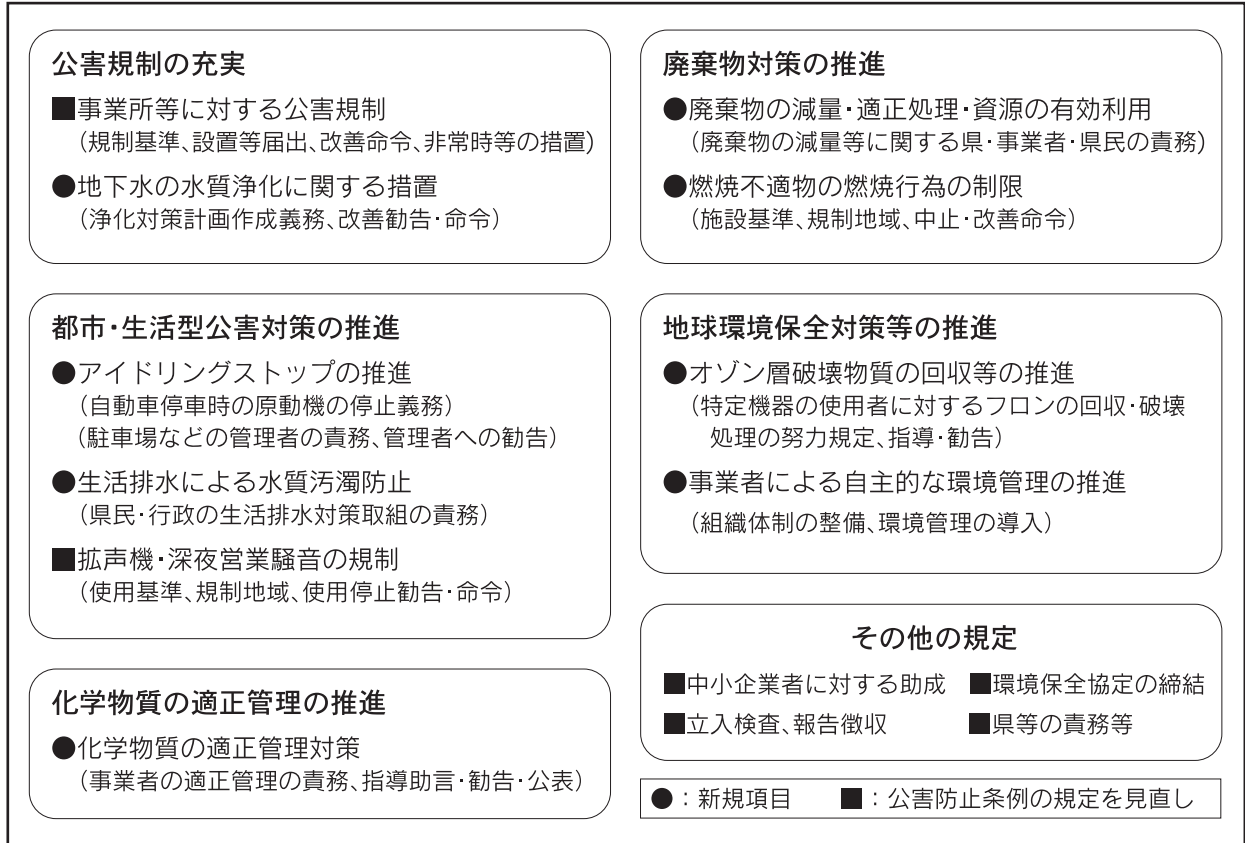 公害規制の充実
■事業所等に対する公害規制
(規制基準、設置等届出、改善命令、非常時等の措置)
●地下水の水質浄化に関する措置
(浄化対策計画作成義務、改善勧告・命令)
都市・生活型公害対策の推進
●アイドリングストップの推進
(自動車停車時の原動機の停止義務)
(駐車場などの管理者の責務、管理者への勧告)
●生活排水による水質汚濁防止
(県民・行政の生活排水対策取組の責務)
■拡声機・深夜営業騒音の規制
(使用基準、規制地域、使用停止勧告・命令)
化学物質の適正管理の推進
●化学物質の適正管理対策
(事業者の適正管理の責務、指導助言・勧告・公表)
廃棄物対策の推進
●廃棄物の減量・適正処理・資源の有効利用
(廃棄物の減量等に関する県・事業者・県民の責務)
●燃焼不適物の燃焼行為の制限
(施設基準、規制地域、中止・改善命令)
地球環境保全対策等の推進
●オゾン層破壊物質の回収等の推進
(特定機器の使用者に対するフロンの回収・破壊
処理の努力規定、指導・勧告)
●事業者による自主的な環境管理の推進
(組織体制の整備、環境管理の導入)
その他の規定
■中小企業者に対する助成 ■環境保全協定の締結
■立入検査、報告徴収 ■県等の責務等
●:新規項目 ■:公害防止条例の規定を見直し